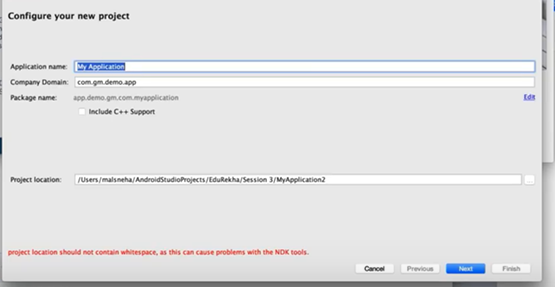 Configure your new project
Application name: My Application
Company Domain: com.gm.demo.app
Package name: app.demo.gm.com.myapplication Edit
Include C++ Support
Project location: /Users/malsneha/AndroidStudioProjects/EduRekha/Session 3/MyApplication2 ...
project location should not contain whitespace, as this can cause problems with the NDK tools.
Cancel Previous Next Finish